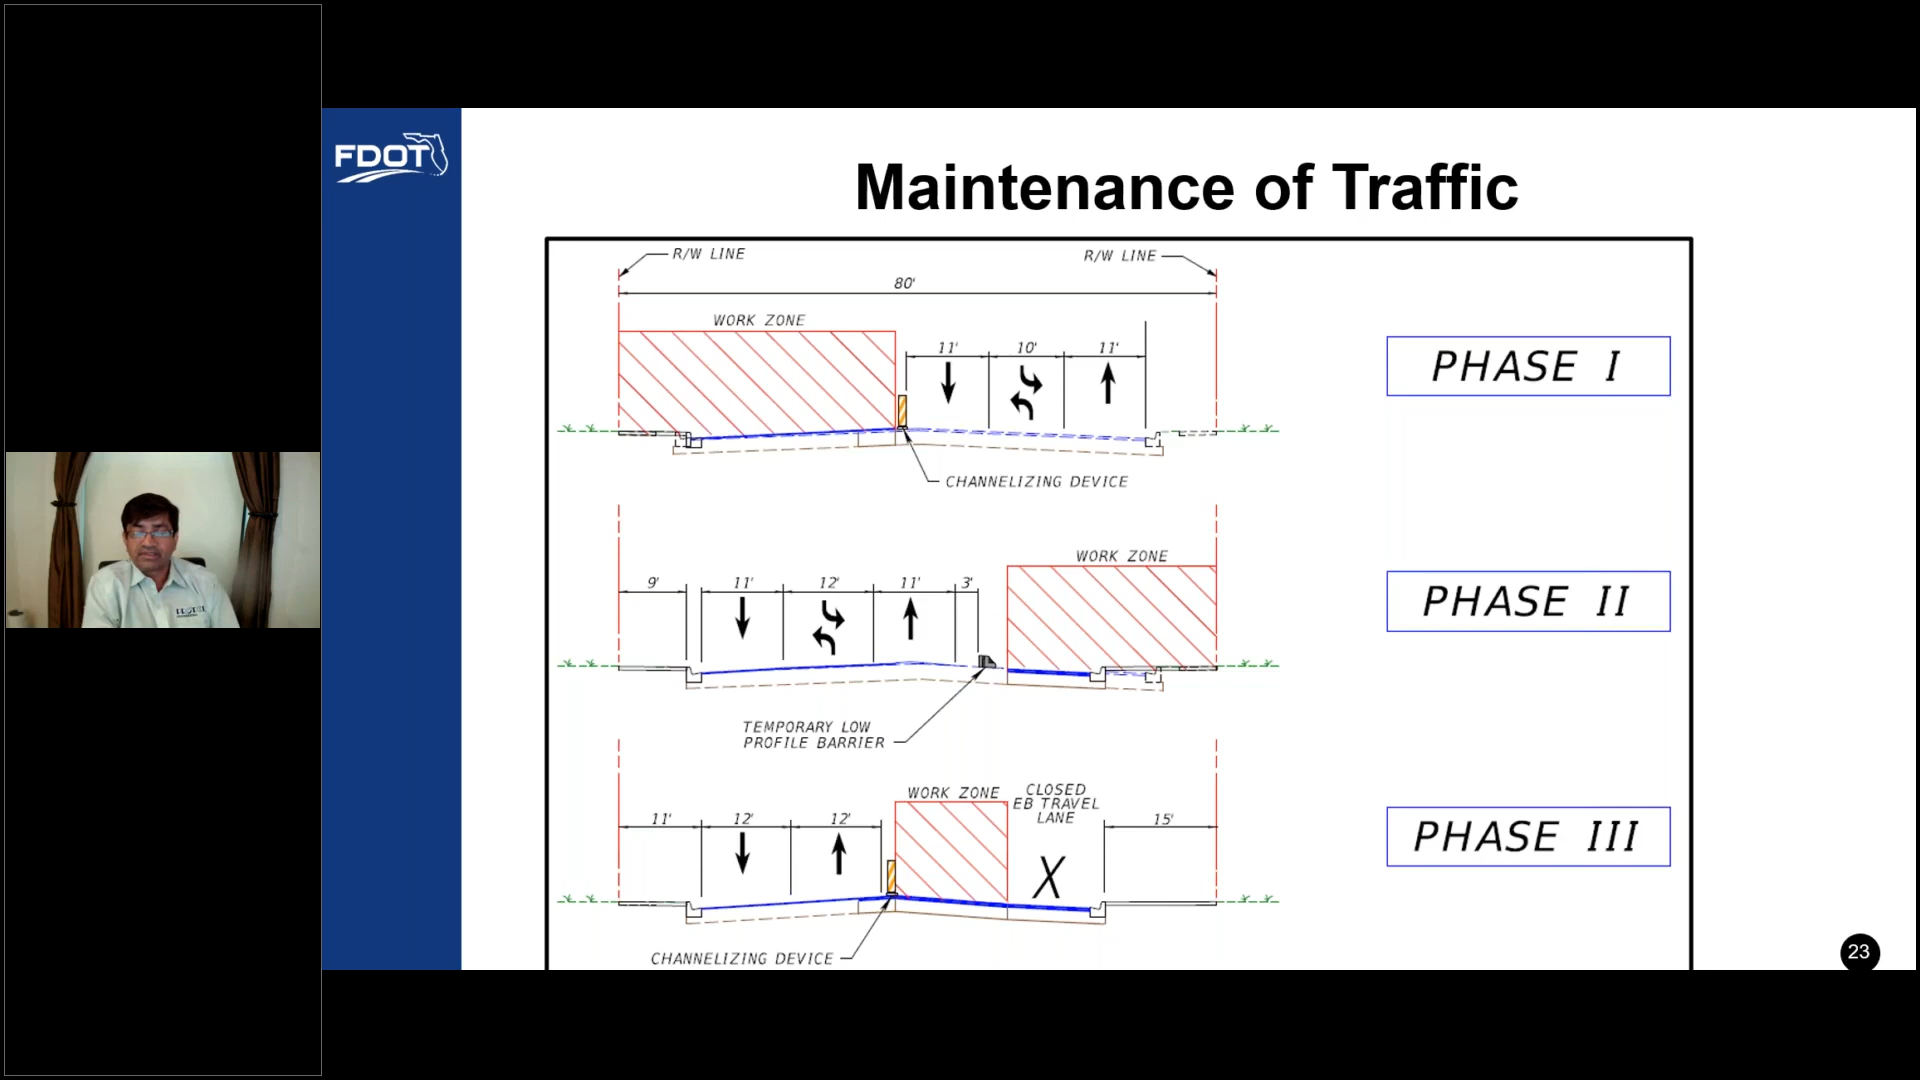 FDOT
Maintenance of Traffic
R/W LINE
R/W LINE
80'
WORK ZONE
11'
10'
11'
PHASE I
CHANNELIZING DEVICE
WORK ZONE
9'
11'
12'
11'
3'
PHASE II
TEMPORARY LOW
PROFILE BARRIER
WORK ZONE
CLOSED
EB TRAVEL
LANE
11'
12'
12'
15'
PHASE III
X
CHANNELIZING DEVICE
23